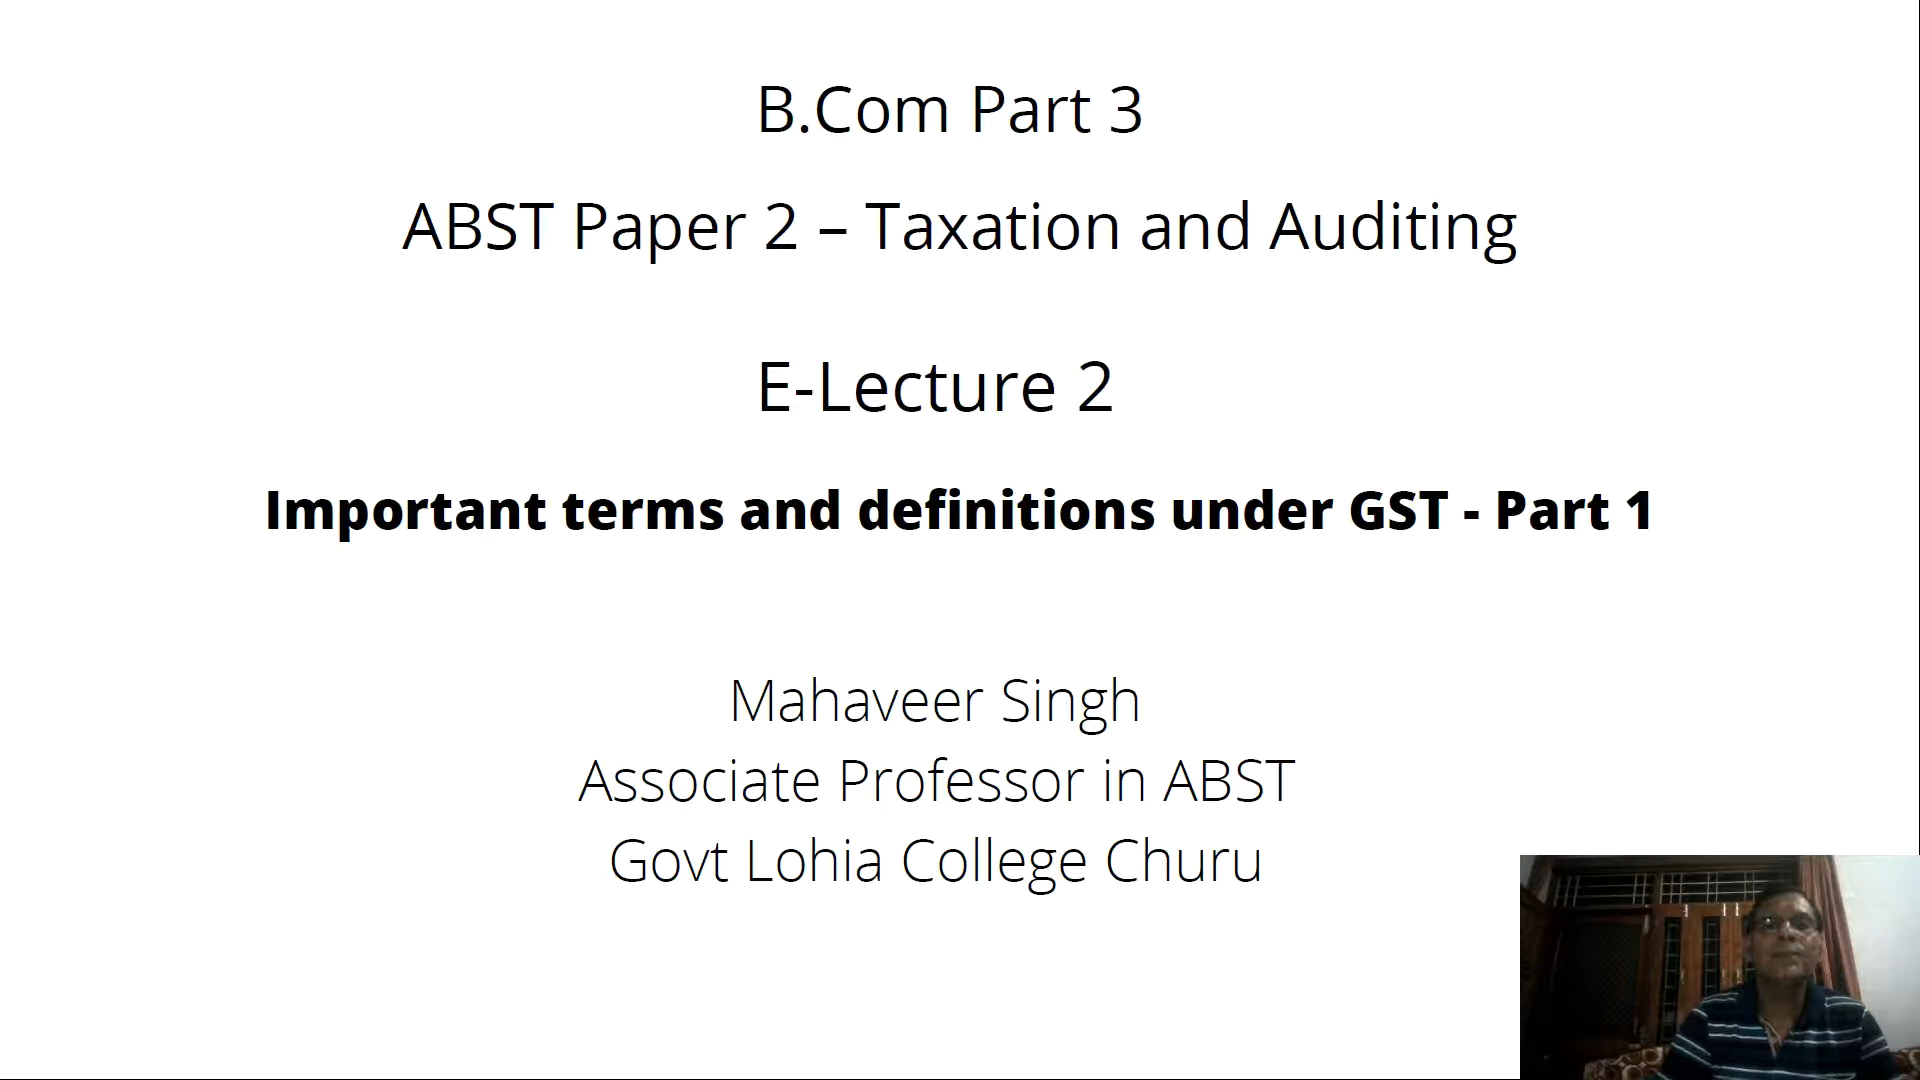 B.Com Part 3
ABST Paper 2 – Taxation and Auditing
E-Lecture 2
Important terms and definitions under GST - Part 1
Mahaveer Singh
Associate Professor in ABST
Govt Lohia College Churu